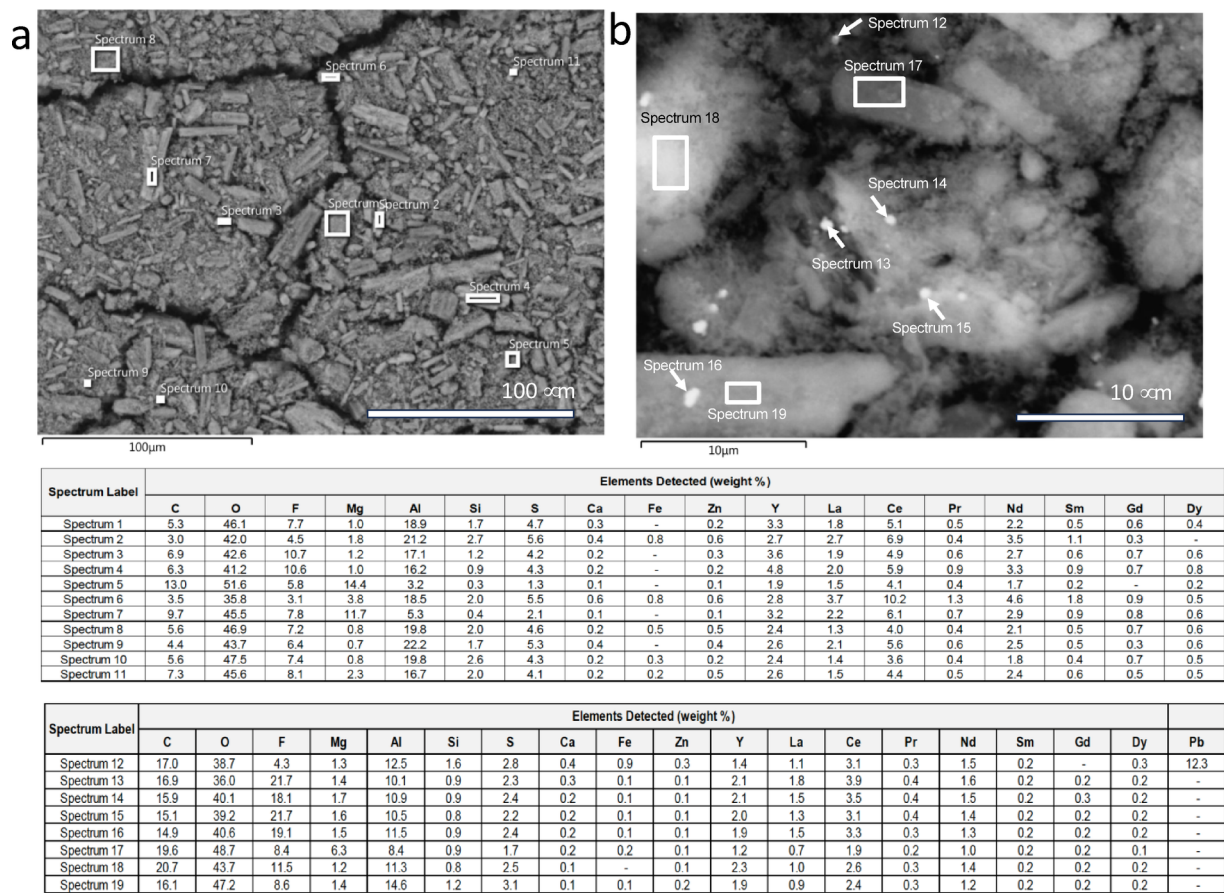 a
Spectrum 8
Spectrum 6
Spectrum 11
Spectrum 7
Spectrum 3
Spectrum
Spectrum 2
Spectrum 4
Spectrum 5
Spectrum 9
Spectrum 10
100 ∝m
100µm
b
Spectrum 12
Spectrum 17
Spectrum 18
Spectrum 14
Spectrum 13
Spectrum 15
Spectrum 16
Spectrum 19
10 ∝m
10µm
Spectrum Label Elements Detected (weight %)
C O F Mg Al Si S Ca Fe Zn Y La Ce Pr Nd Sm Gd Dy
Spectrum 1 5.3 46.1 7.7 1.0 18.9 1.7 4.7 0.3 - 0.2 3.3 1.8 5.1 0.5 2.2 0.5 0.6 0.4
Spectrum 2 3.0 42.0 4.5 1.8 21.2 2.7 5.6 0.4 0.8 0.6 2.7 2.7 6.9 0.4 3.5 1.1 0.3 -
Spectrum 3 6.9 42.6 10.7 1.2 17.1 1.2 4.2 0.2 - 0.3 3.6 1.9 4.9 0.6 2.7 0.6 0.7 0.6
Spectrum 4 6.3 41.2 10.6 1.0 16.2 0.9 4.3 0.2 - 0.2 4.8 2.0 5.9 0.9 3.3 0.9 0.7 0.8
Spectrum 5 13.0 51.6 5.8 14.4 3.2 0.3 1.3 0.1 - 0.1 1.9 1.5 4.1 0.4 1.7 0.2 - 0.2
Spectrum 6 3.5 35.8 3.1 3.8 18.5 2.0 5.5 0.6 0.8 0.6 2.8 3.7 10.2 1.3 4.6 1.8 0.9 0.5
Spectrum 7 9.7 45.5 7.8 11.7 5.3 0.4 2.1 0.1 - 0.1 3.2 2.2 6.1 0.7 2.9 0.9 0.8 0.6
Spectrum 8 5.6 46.9 7.2 0.8 19.8 2.0 4.6 0.2 0.5 0.5 2.4 1.3 4.0 0.4 2.1 0.5 0.7 0.6
Spectrum 9 4.4 43.7 6.4 0.7 22.2 1.7 5.3 0.4 - 0.4 2.6 2.1 5.6 0.6 2.5 0.5 0.3 0.6
Spectrum 10 5.6 47.5 7.4 0.8 19.8 2.6 4.3 0.2 0.3 0.2 2.4 1.4 3.6 0.4 1.8 0.4 0.7 0.5
Spectrum 11 7.3 45.6 8.1 2.3 16.7 2.0 4.1 0.2 0.2 0.5 2.6 1.5 4.4 0.5 2.4 0.6 0.5 0.5
Spectrum Label Elements Detected (weight %)
C O F Mg Al Si S Ca Fe Zn Y La Ce Pr Nd Sm Gd Dy Pb
Spectrum 12 17.0 38.7 4.3 1.3 12.5 1.6 2.8 0.4 0.9 0.3 1.4 1.1 3.1 0.3 1.5 0.2 - 0.3 12.3
Spectrum 13 16.9 36.0 21.7 1.4 10.1 0.9 2.3 0.3 0.1 0.1 2.1 1.8 3.9 0.4 1.6 0.2 0.2 0.2 -
Spectrum 14 15.9 40.1 18.1 1.7 10.9 0.9 2.4 0.2 0.1 0.1 2.1 1.5 3.5 0.4 1.5 0.2 0.3 0.2 -
Spectrum 15 15.1 39.2 21.7 1.6 10.5 0.8 2.2 0.2 0.1 0.1 2.0 1.3 3.1 0.4 1.4 0.2 0.2 0.2 -
Spectrum 16 14.9 40.6 19.1 1.5 11.5 0.9 2.4 0.2 0.1 0.1 1.9 1.5 3.3 0.3 1.3 0.2 0.2 0.2 -
Spectrum 17 19.6 48.7 8.4 6.3 8.4 0.9 1.7 0.2 0.2 0.1 1.2 0.7 1.9 0.2 1.0 0.2 0.2 0.1 -
Spectrum 18 20.7 43.7 11.5 1.2 11.3 0.8 2.5 0.1 - 0.1 2.3 1.0 2.6 0.3 1.4 0.2 0.2 0.2 -
Spectrum 19 16.1 47.2 8.6 1.4 14.6 1.2 3.1 0.1 0.1 0.2 1.9 0.9 2.4 0.3 1.2 0.2 0.2 0.2 -